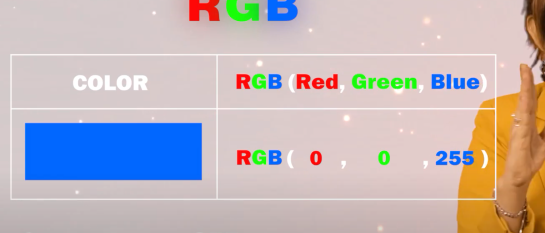 RGB
COLOR
RGB (Red, Green, Blue)
RGB ( 0 , 0 , 255 )